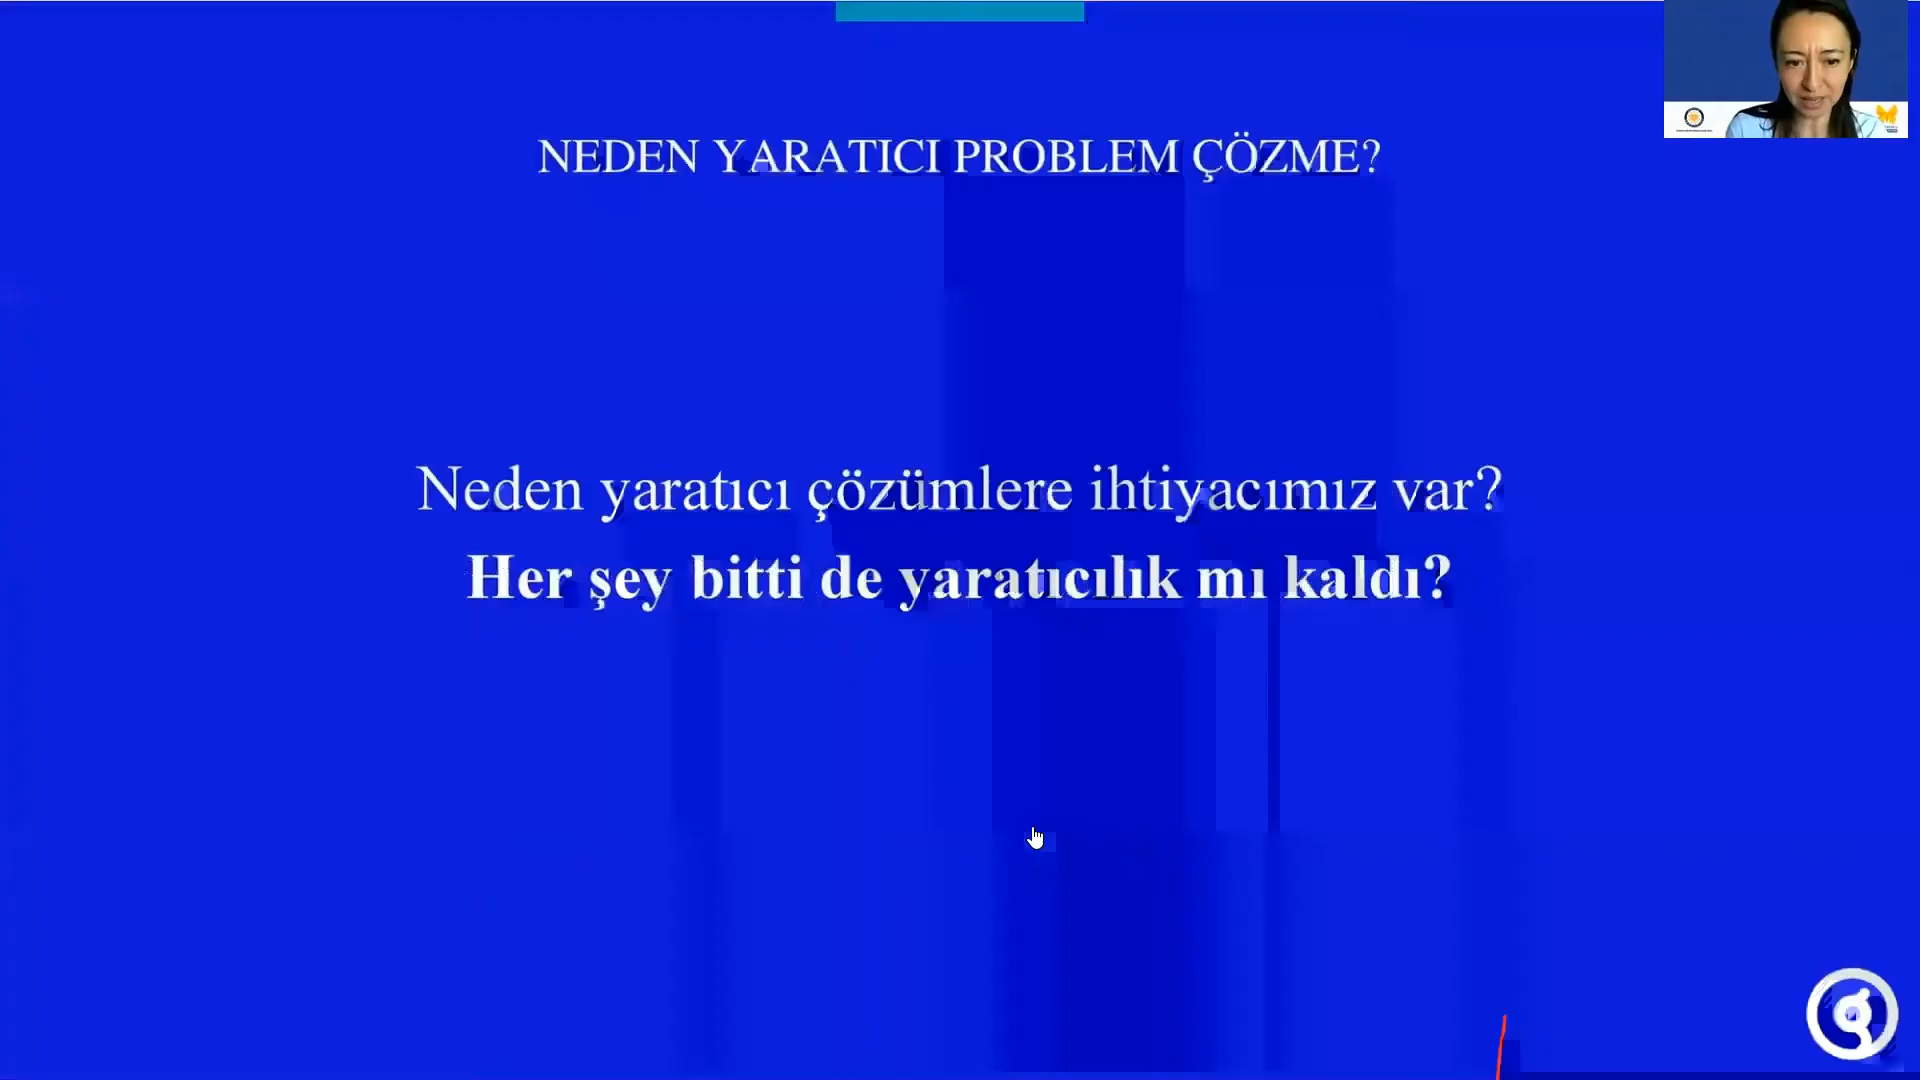 NEDEN YARATICI PROBLEM ÇÖZME?
Neden yaratıcı çözümlere ihtiyacımız var?
Her şey bitti de yaratıcılık mı kaldı?